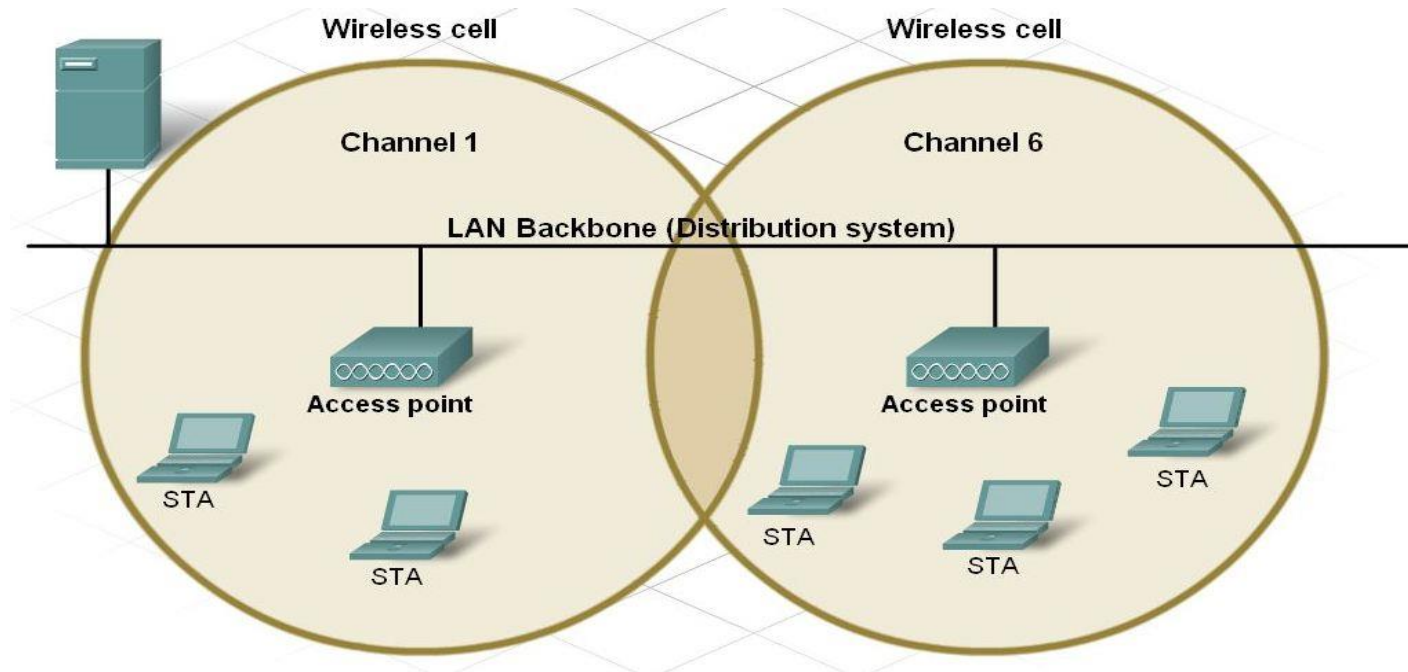 Wireless cell
Wireless cell
Channel 1
Channel 6
LAN Backbone (Distribution system)
Access point
Access point
STA
STA
STA
STA
STA